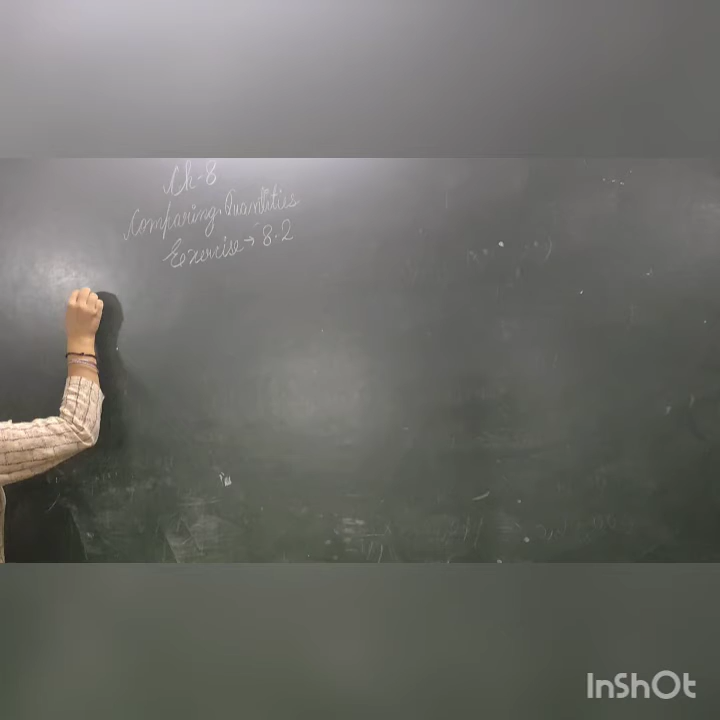 Ch-8
Comparing Quantities
Exercise → 8.2
InShOt